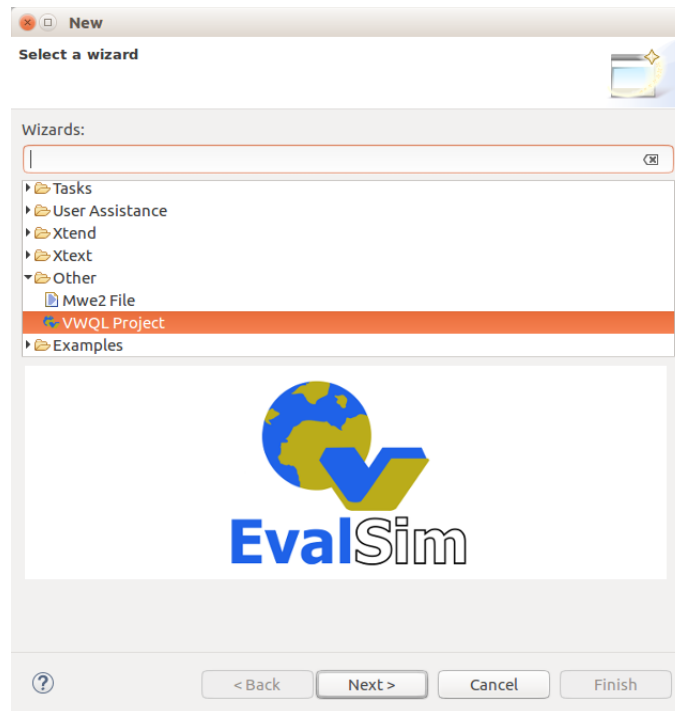 New
Select a wizard
Wizards:
Tasks
User Assistance
Xtend
Xtext
Other
Mwe2 File
VWQL Project
Examples
EvalSim
? < Back Next > Cancel Finish